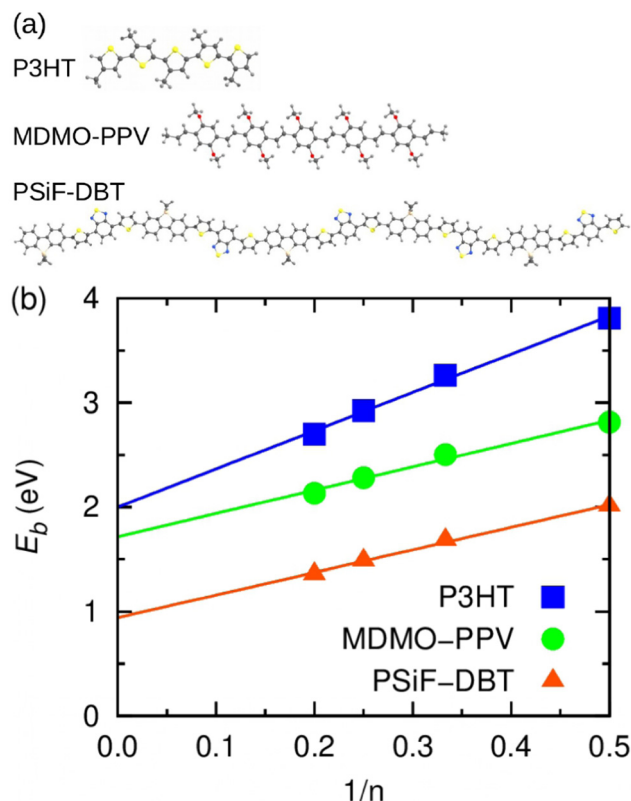 (a)
P3HT
MDMO-PPV
PSiF-DBT
(b)
4
3
2
1
0
E_b (eV)
P3HT
MDMO−PPV
PSiF−DBT
0.0 0.1 0.2 0.3 0.4 0.5
1/n